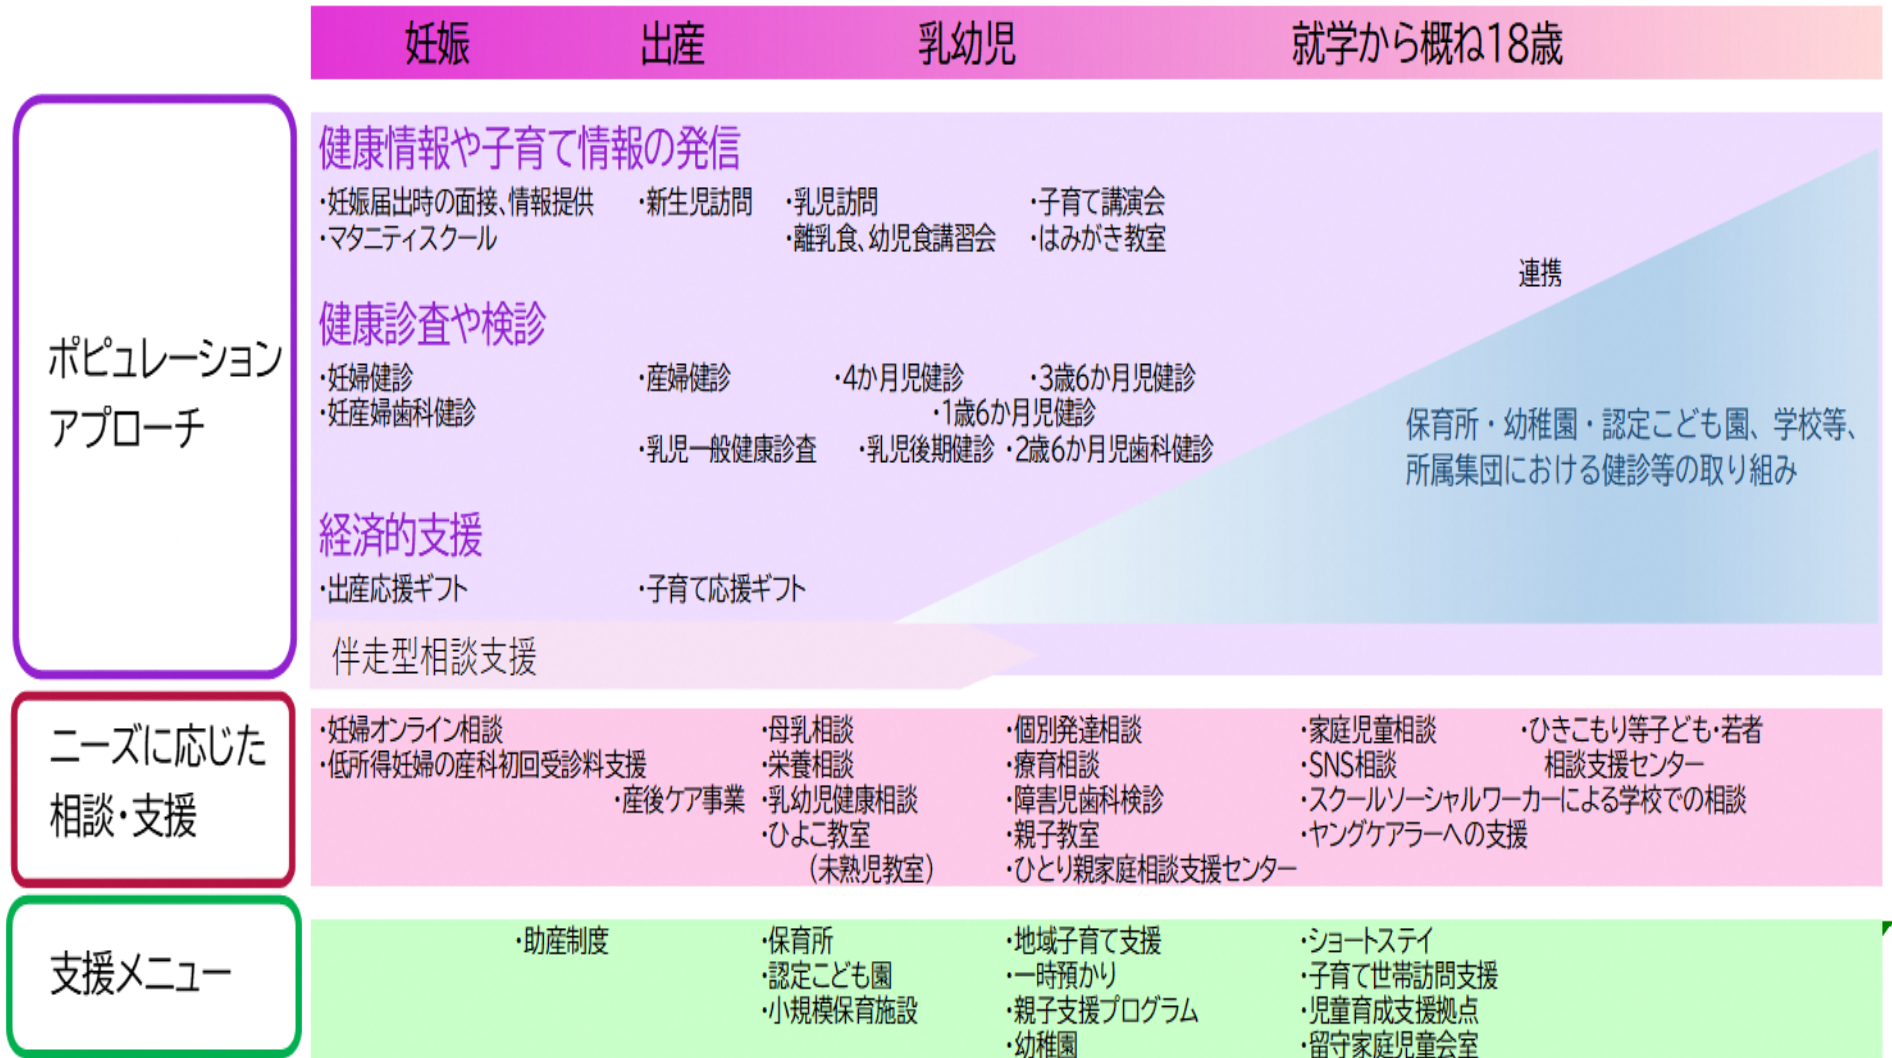 妊娠 出産 乳幼児 就学から概ね18歳
ポピュレーション
アプローチ
健康情報や子育て情報の発信
・妊娠届出時の面接、情報提供 ・新生児訪問 ・乳児訪問 ・子育て講演会
・マタニティスクール ・離乳食、幼児食講習会 ・はみがき教室
連携
健康診査や検診
・妊婦健診 ・産婦健診 ・4か月児健診 ・3歳6か月児健診
・妊産婦歯科健診 ・1歳6か月児健診
・乳児一般健康診査 ・乳児後期健診 ・2歳6か月児歯科健診
保育所・幼稚園・認定こども園、学校等、
所属集団における健診等の取り組み
経済的支援
・出産応援ギフト ・子育て応援ギフト
伴走型相談支援
ニーズに応じた
相談・支援
・妊婦オンライン相談 ・母乳相談 ・個別発達相談 ・家庭児童相談 ・ひきこもり等子ども・若者
・低所得妊婦の産科初回受診料支援 ・栄養相談 ・療育相談 ・SNS相談 相談支援センター
・産後ケア事業 ・乳幼児健康相談 ・障害児歯科検診 ・スクールソーシャルワーカーによる学校での相談
・ひよこ教室 ・親子教室 ・ヤングケアラーへの支援
（未熟児教室） ・ひとり親家庭相談支援センター
支援メニュー
・助産制度 ・保育所 ・地域子育て支援 ・ショートステイ
・認定こども園 ・一時預かり ・子育て世帯訪問支援
・小規模保育施設 ・親子支援プログラム ・児童育成支援拠点
・幼稚園 ・留守家庭児童会室